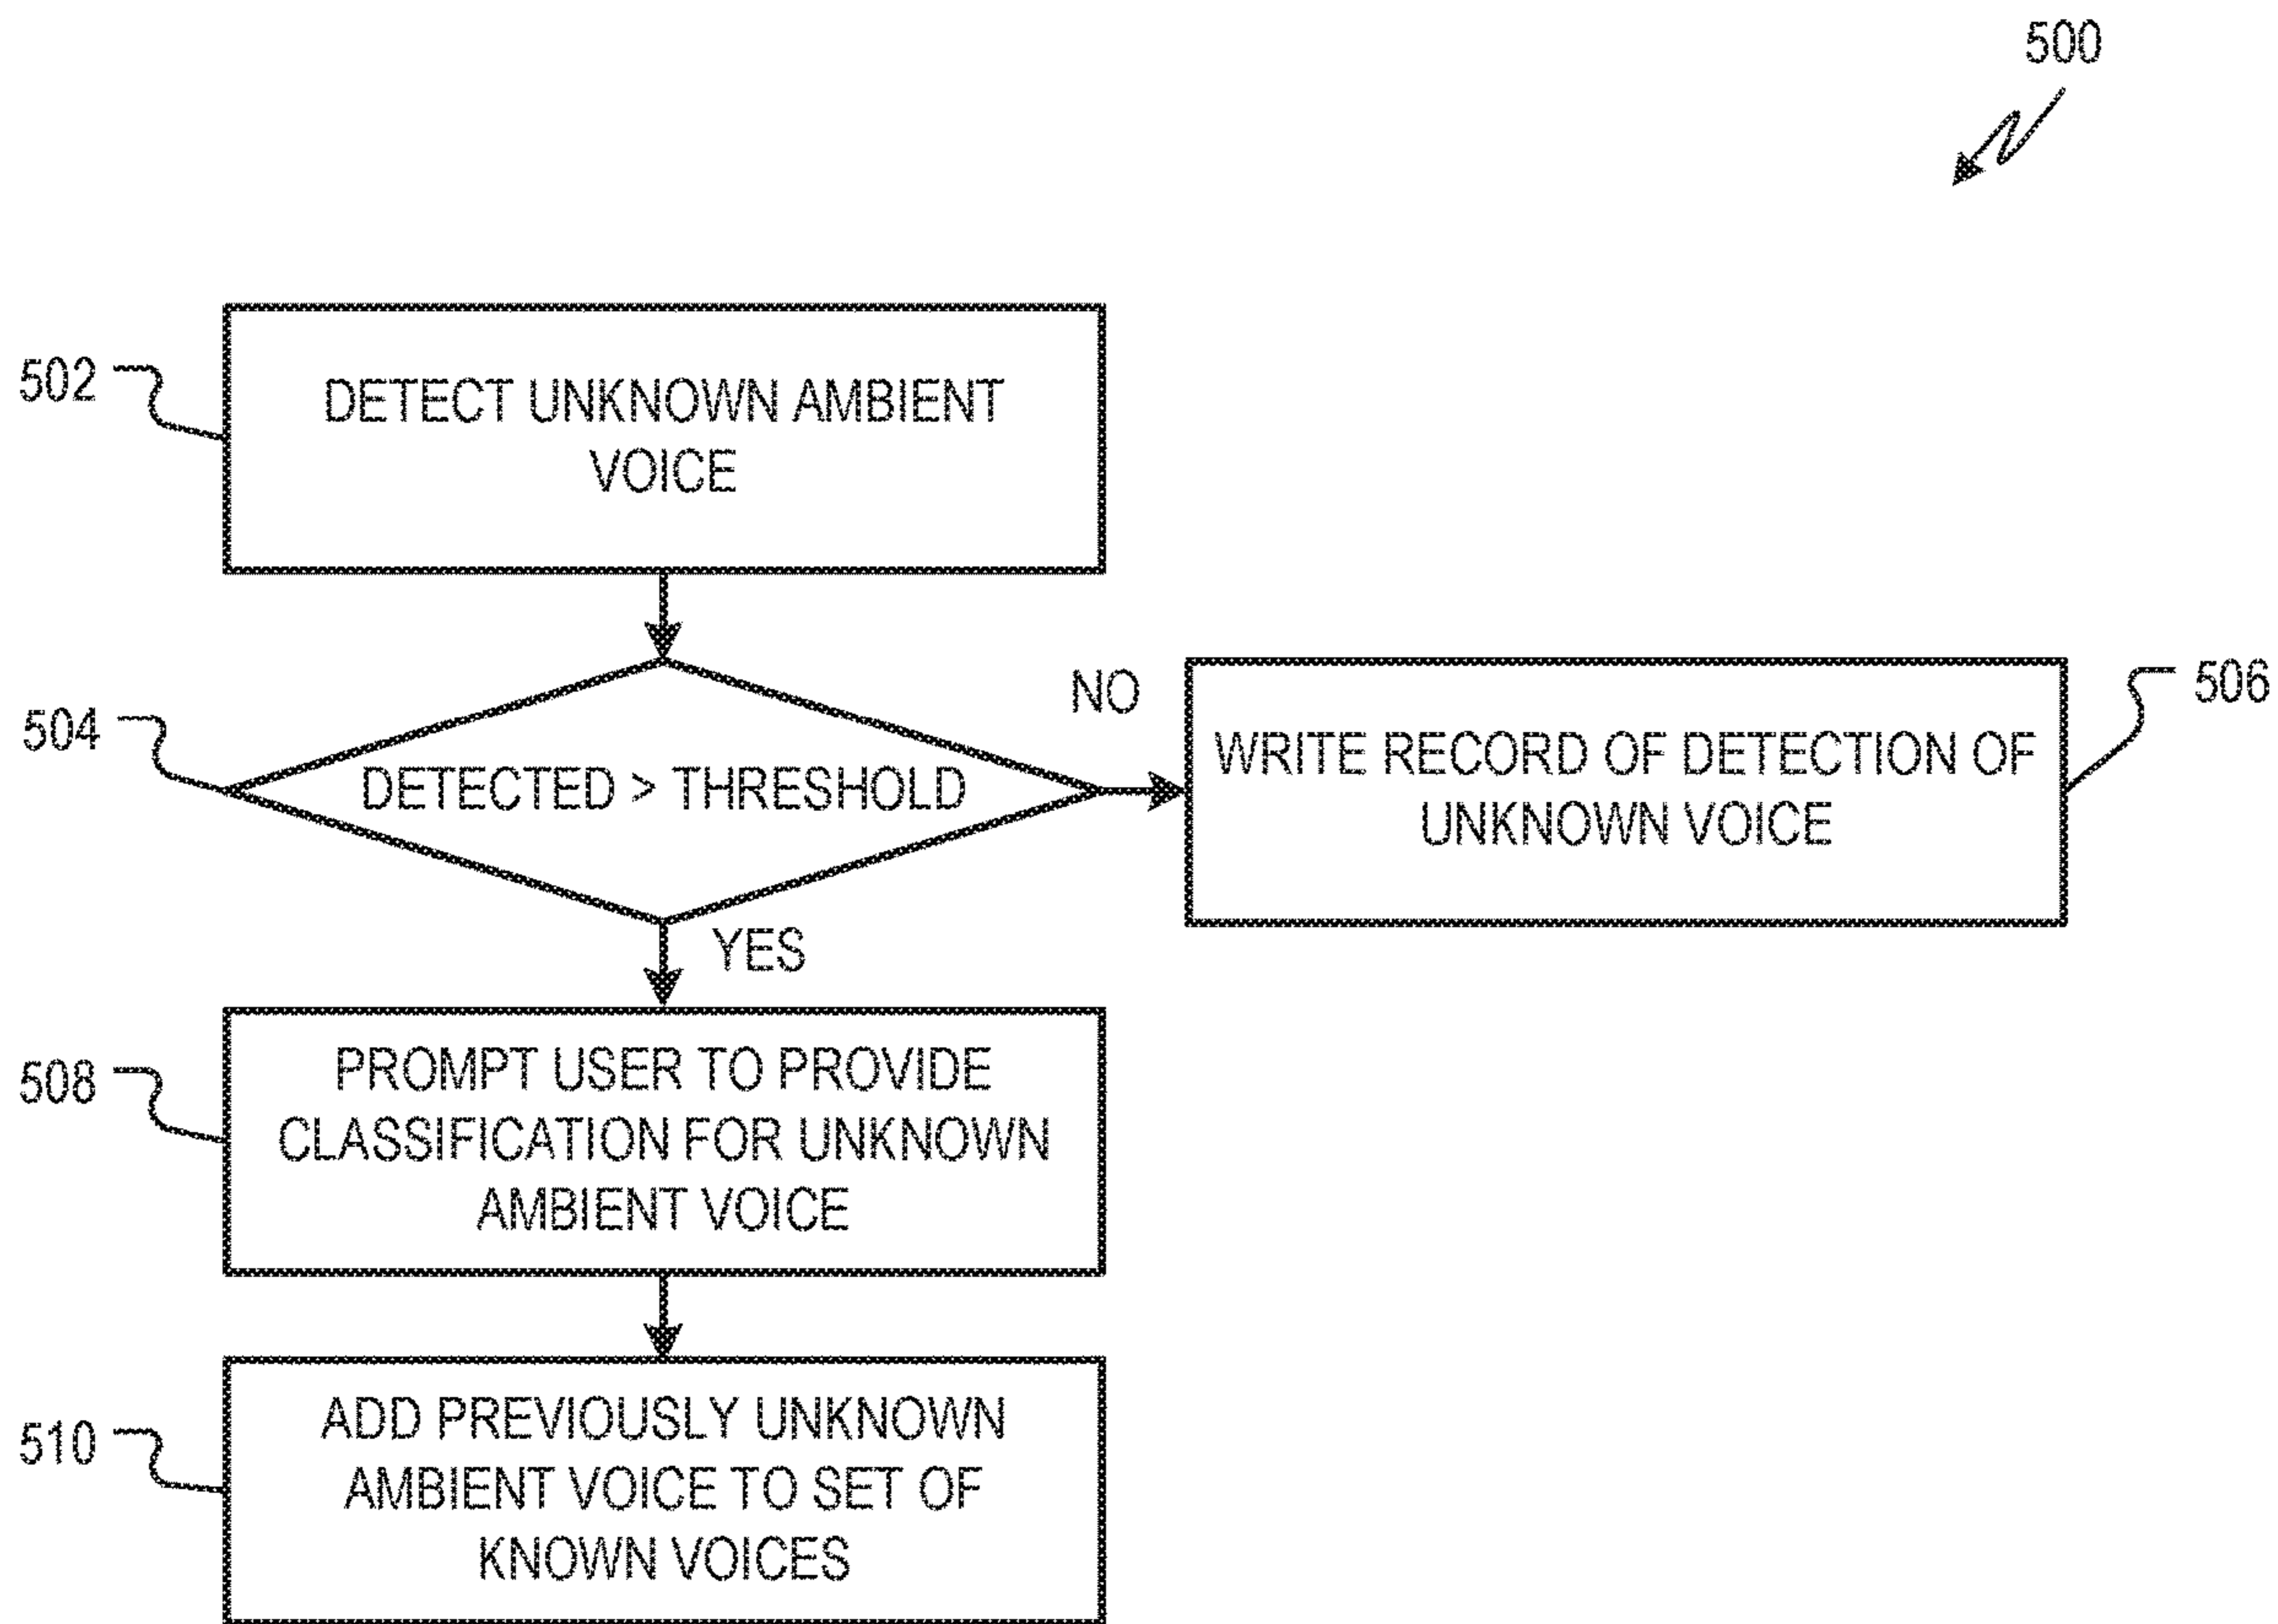 500
502
DETECT UNKNOWN AMBIENT
VOICE
504
DETECTED > THRESHOLD
NO
WRITE RECORD OF DETECTION OF
UNKNOWN VOICE
506
YES
508
PROMPT USER TO PROVIDE
CLASSIFICATION FOR UNKNOWN
AMBIENT VOICE
510
ADD PREVIOUSLY UNKNOWN
AMBIENT VOICE TO SET OF
KNOWN VOICES